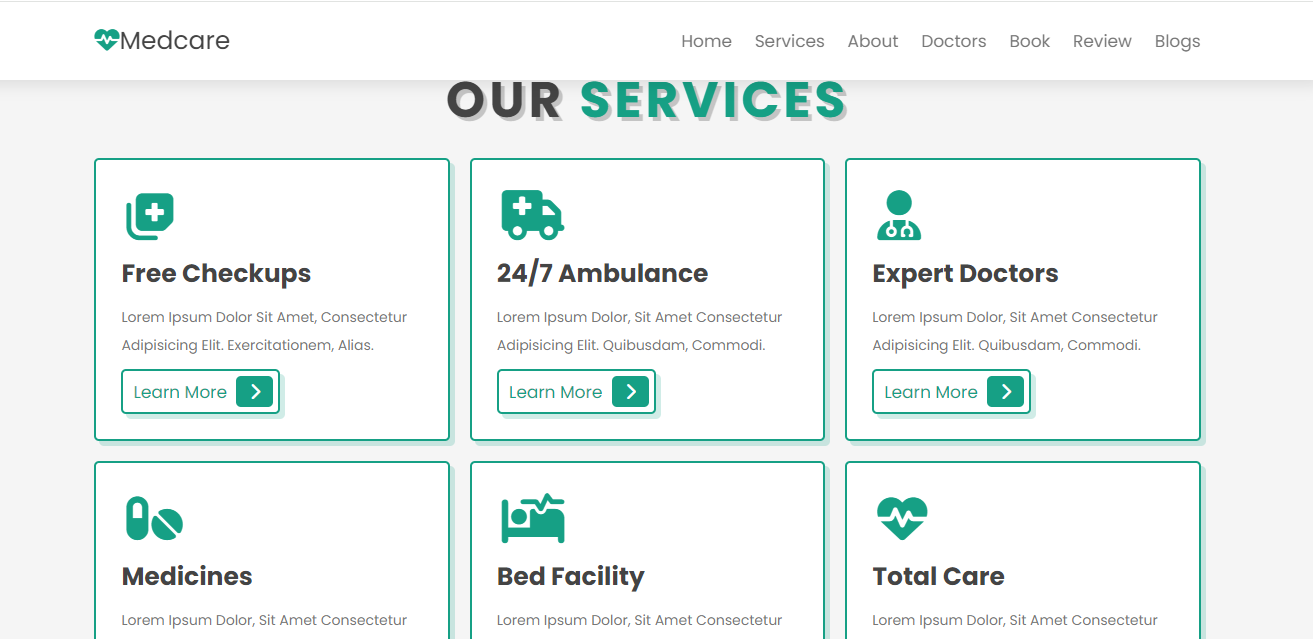 Medcare
Home Services About Doctors Book Review Blogs
OUR SERVICES
Free Checkups
Lorem Ipsum Dolor Sit Amet, Consectetur
Adipisicing Elit. Exercitationem, Alias.
Learn More
24/7 Ambulance
Lorem Ipsum Dolor, Sit Amet Consectetur
Adipisicing Elit. Quibusdam, Commodi.
Learn More
Expert Doctors
Lorem Ipsum Dolor, Sit Amet Consectetur
Adipisicing Elit. Quibusdam, Commodi.
Learn More
Medicines
Lorem Ipsum Dolor, Sit Amet Consectetur
Bed Facility
Lorem Ipsum Dolor, Sit Amet Consectetur
Total Care
Lorem Ipsum Dolor, Sit Amet Consectetur